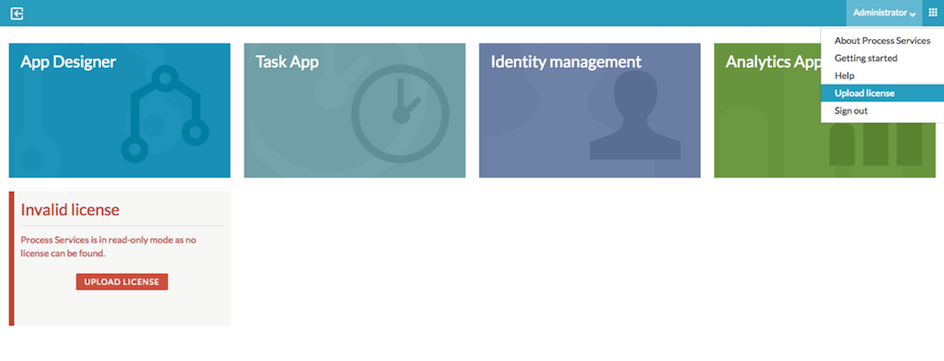 Administrator
About Process Services
Getting started
Help
Upload license
Sign out
App Designer
Task App
Identity management
Analytics App
Invalid license
Process Services is in read-only mode as no
license can be found.
UPLOAD LICENSE